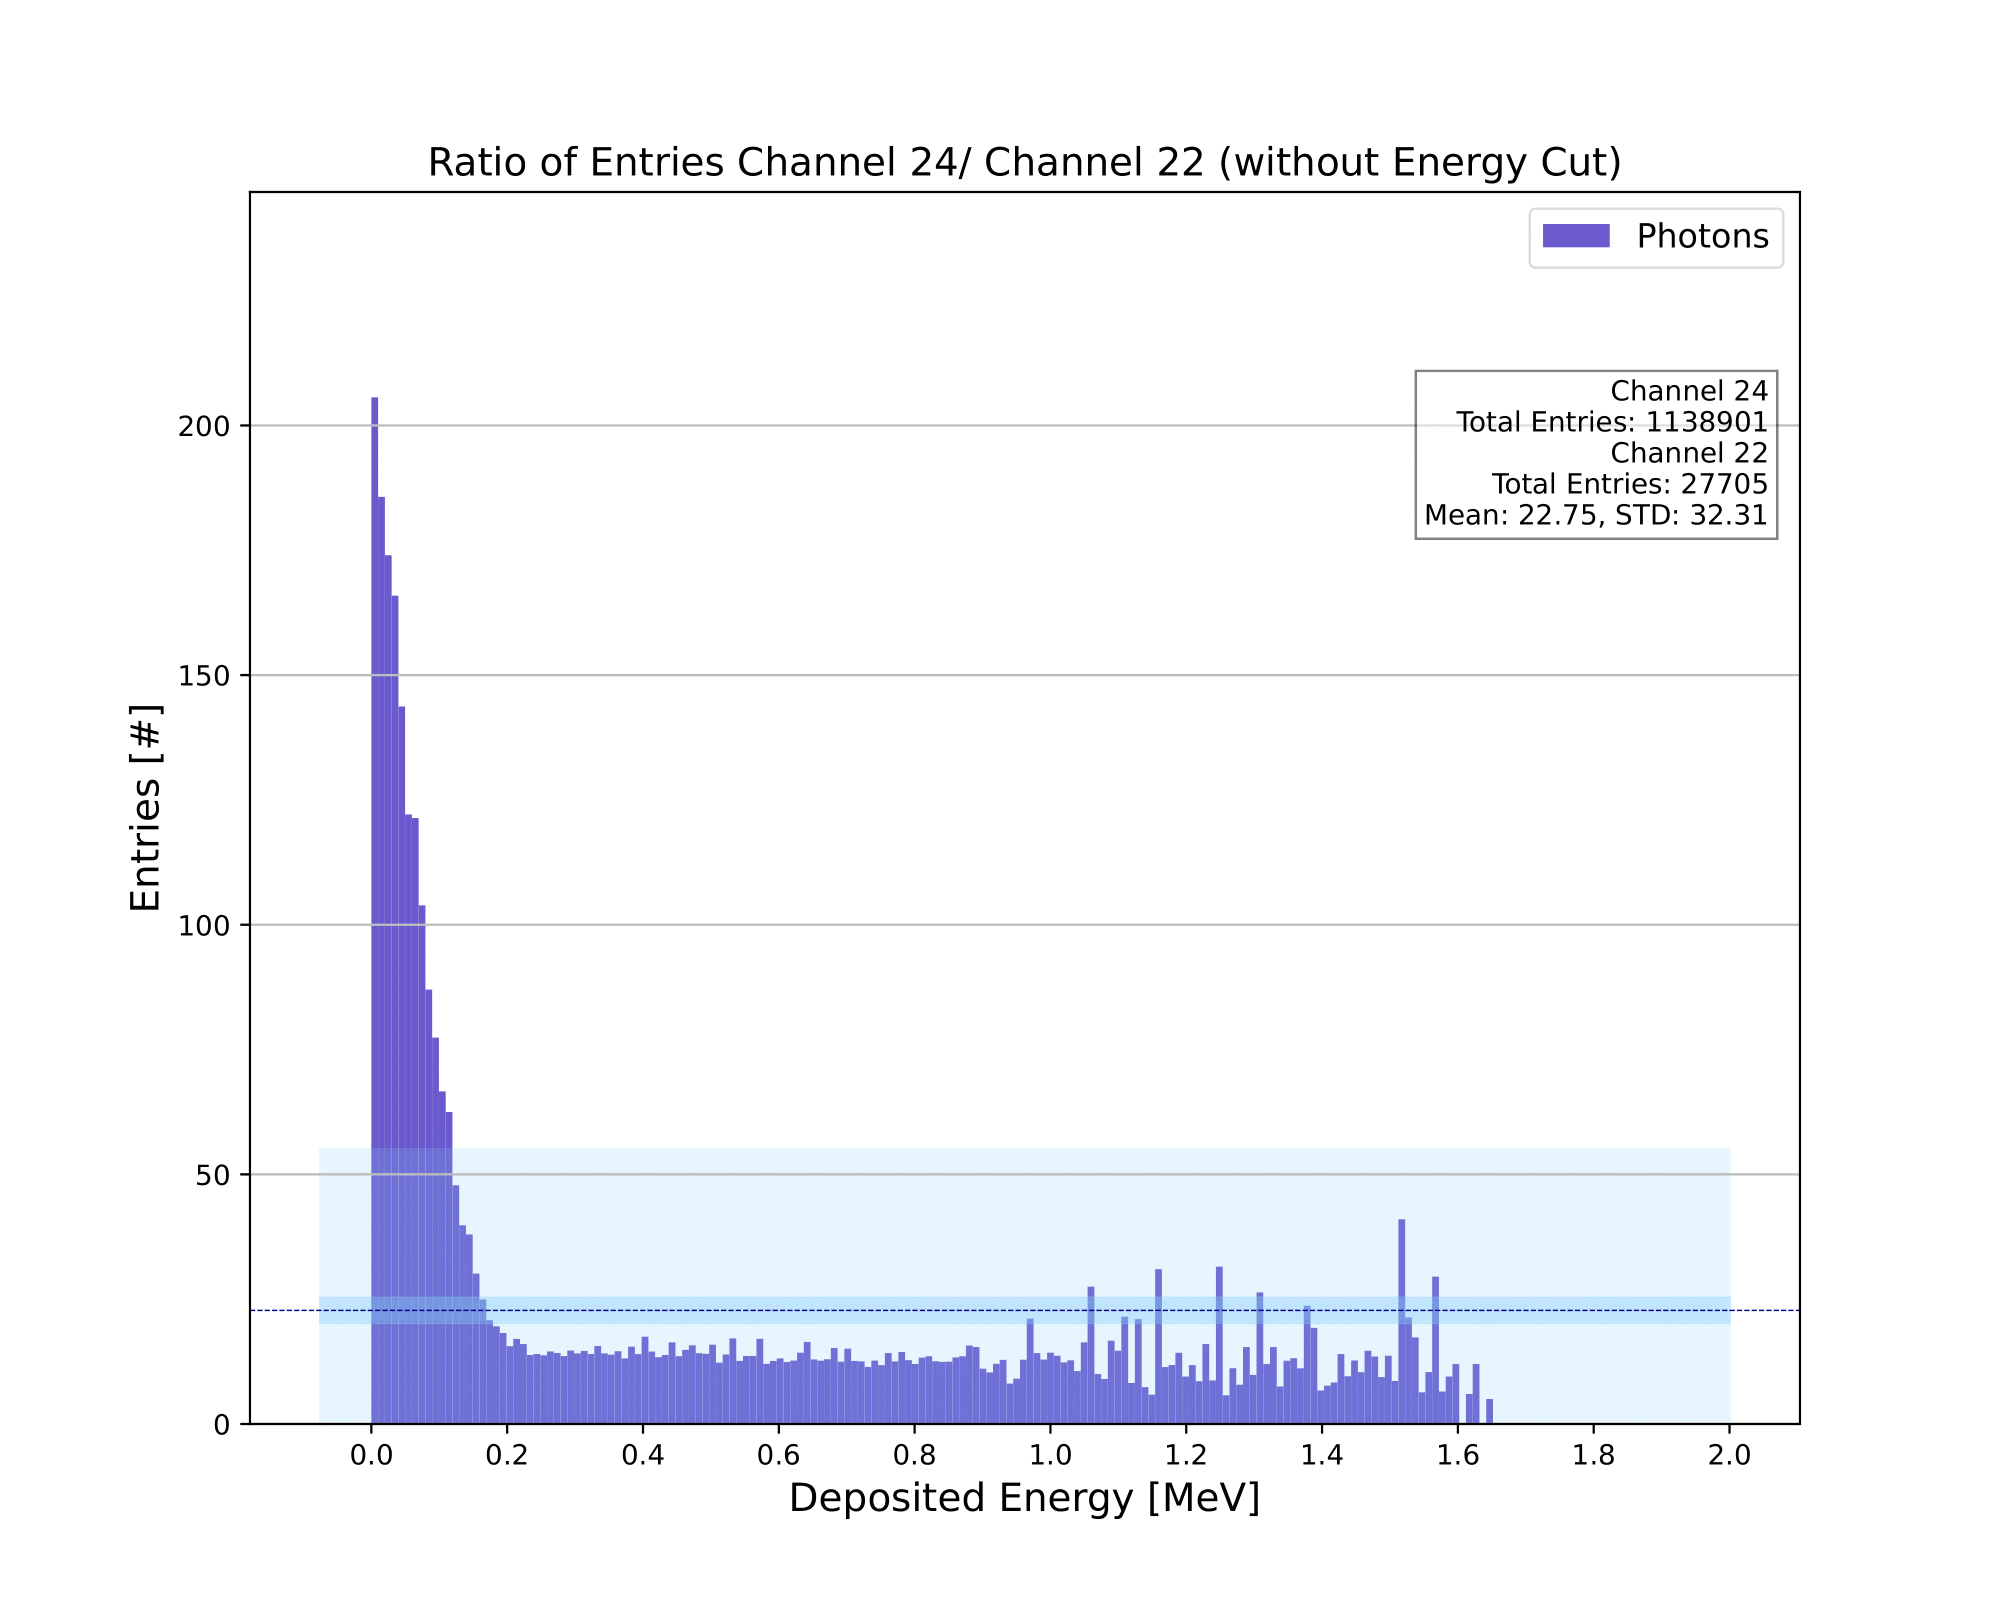 Ratio of Entries Channel 24/ Channel 22 (without Energy Cut)
Photons
Channel 24
Total Entries: 1138901
Channel 22
Total Entries: 27705
Mean: 22.75, STD: 32.31
Entries [#]
200
150
100
50
0
0.0 0.2 0.4 0.6 0.8 1.0 1.2 1.4 1.6 1.8 2.0
Deposited Energy [MeV]